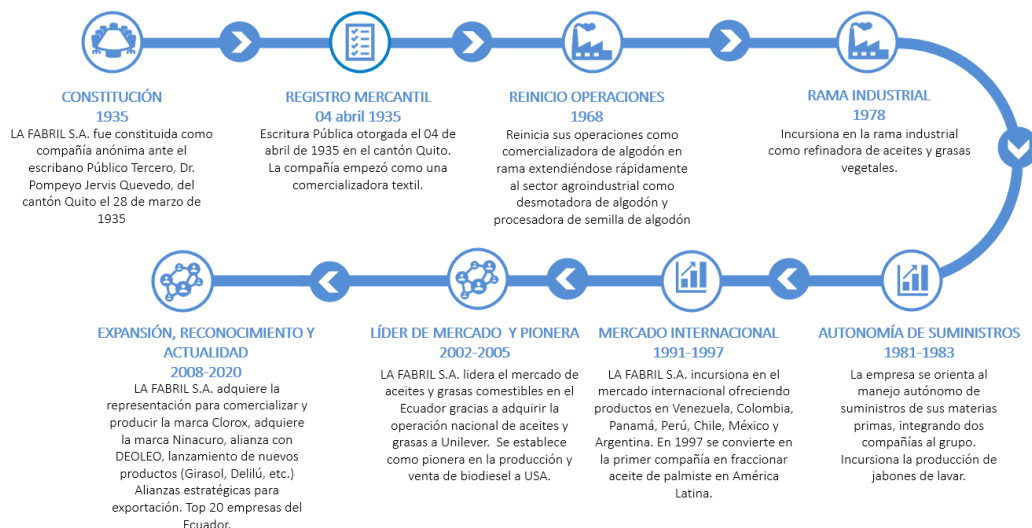 CONSTITUCIÓN
1935
LA FABRIL S.A. fue constituida como
compañía anónima ante el
escribano Público Tercero, Dr.
Pompeyo Jervis Quevedo, del
cantón Quito el 28 de marzo de
1935
REGISTRO MERCANTIL
04 abril 1935
Escritura Pública otorgada el 04 de
abril de 1935 en el cantón Quito.
La compañía empezó como una
comercializadora textil.
REINICIO OPERACIONES
1968
Reinicia sus operaciones como
comercializadora de algodón en
rama extendiéndose rápidamente
al sector agroindustrial como
desmotadora de algodón y
procesadora de semilla de algodón
RAMA INDUSTRIAL
1978
Incursiona en la rama industrial
como refinadora de aceites y grasas
vegetales.
AUTONOMÍA DE SUMINISTROS
1981-1983
La empresa se orienta al
manejo autónomo de
suministros de sus materias
primas, integrando dos
compañías al grupo.
Incursiona la producción de
jabones de lavar.
MERCADO INTERNACIONAL
1991-1997
LA FABRIL S.A. incursiona en el
mercado internacional ofreciendo
productos en Venezuela, Colombia,
Panamá, Perú, Chile, México y
Argentina. En 1997 se convierte en
la primer compañía en fraccionar
aceite de palmiste en América
Latina.
LÍDER DE MERCADO Y PIONERA
2002-2005
LA FABRIL S.A. lidera el mercado de
aceites y grasas comestibles en el
Ecuador gracias a adquirir la
operación nacional de aceites y
grasas a Unilever. Se establece
como pionera en la producción y
venta de biodiesel a USA.
EXPANSIÓN, RECONOCIMIENTO Y
ACTUALIDAD
2008-2020
LA FABRIL S.A. adquiere la
representación para comercializar y
producir la marca Clorox, adquiere
la marca Ninacuro, alianza con
DEOLEO, lanzamiento de nuevos
productos (Girasol, Delilú, etc.)
Alianzas estratégicas para
exportación. Top 20 empresas del
Ecuador.